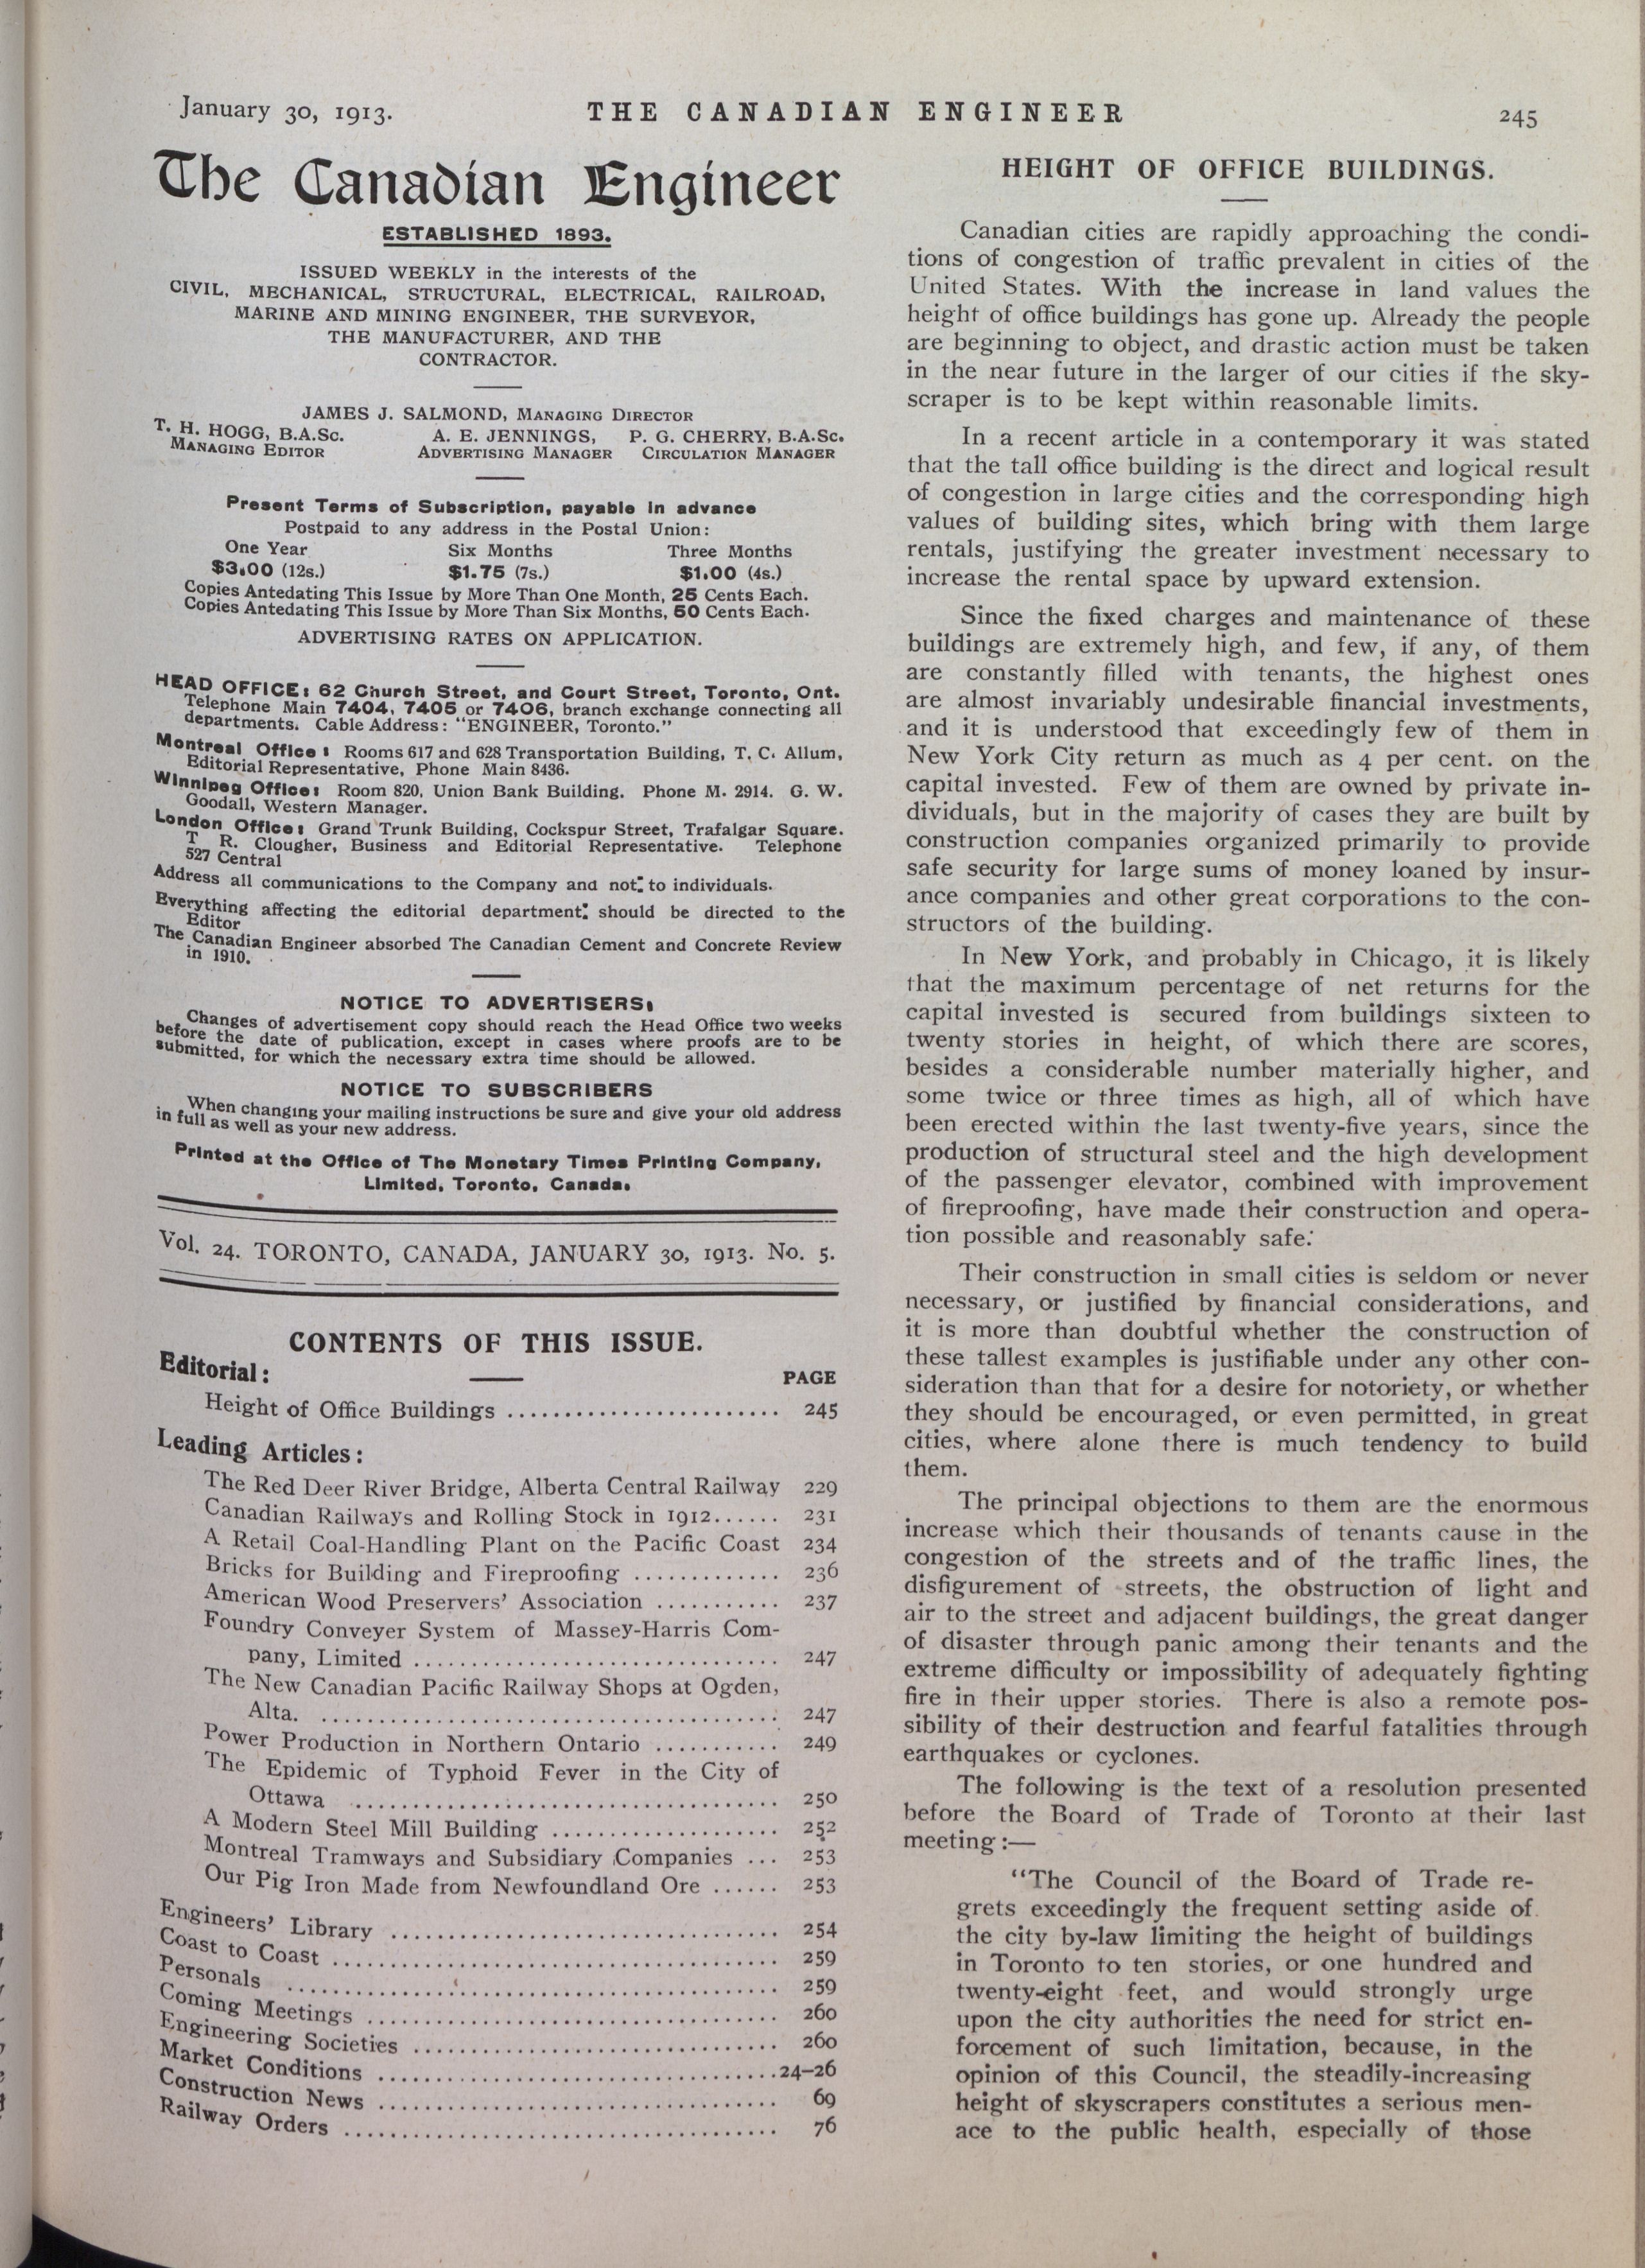 January 30, 1913.
THE CANADIAN ENGINEER
245
The Canadian Engineer
ESTABLISHED 1893.
ISSUED WEEKLY in the interests of the
CIVIL, MECHANICAL, STRUCTURAL, ELECTRICAL, RAILROAD,
MARINE AND MINING ENGINEER, THE SURVEYOR,
THE MANUFACTURER, AND THE
CONTRACTOR.
JAMES J. SALMOND, MANAGING DIRECTOR
T. H. HOGG, B.A.Sc. A. E. JENNINGS, P. G. CHERRY, B.A.Sc.
MANAGING EDITOR ADVERTISING MANAGER CIRCULATION MANAGER
Present Terms of Subscription, payable in advance
Postpaid to any address in the Postal Union:
One Year Six Months Three Months
$3.00 (12s.) $1.75 (7s.) $1.00 (4s.)
Copies Antedating This Issue by More Than One Month, 25 Cents Each.
Copies Antedating This Issue by More Than Six Months, 50 Cents Each.
ADVERTISING RATES ON APPLICATION.
HEAD OFFICE: 62 Church Street, and Court Street, Toronto, Ont.
Telephone Main 7404, 7405 or 7406, branch exchange connecting all
departments. Cable Address: "ENGINEER, Toronto."
Montreal Office: Rooms 617 and 628 Transportation Building, T. C. Allum,
Editorial Representative, Phone Main 8436.
Winnipeg Office: Room 820, Union Bank Building. Phone M. 2914. G. W.
Goodall, Western Manager.
London Office: Grand Trunk Building, Cockspur Street, Trafalgar Square.
T R. Clougher, Business and Editorial Representative. Telephone
527 Central
Address all communications to the Company and not to individuals.
Everything affecting the editorial department should be directed to the
Editor
The Canadian Engineer absorbed The Canadian Cement and Concrete Review
in 1910.
NOTICE TO ADVERTISERS:
Changes of advertisement copy should reach the Head Office two weeks
before the date of publication, except in cases where proofs are to be
submitted, for which the necessary extra time should be allowed.
NOTICE TO SUBSCRIBERS
When changing your mailing instructions be sure and give your old address
in full as well as your new address.
Printed at the Office of The Monetary Times Printing Company,
Limited, Toronto, Canada.
Vol. 24. TORONTO, CANADA, JANUARY 30, 1913. No. 5.
CONTENTS OF THIS ISSUE.
Editorial: PAGE
Height of Office Buildings ........................ 245
Leading Articles:
The Red Deer River Bridge, Alberta Central Railway 229
Canadian Railways and Rolling Stock in 1912...... 231
A Retail Coal-Handling Plant on the Pacific Coast 234
Bricks for Building and Fireproofing ............. 236
American Wood Preservers' Association ........... 237
Foundry Conveyer System of Massey-Harris Com-
pany, Limited ................................ 247
The New Canadian Pacific Railway Shops at Ogden,
Alta. ........................................ 247
Power Production in Northern Ontario ........... 249
The Epidemic of Typhoid Fever in the City of
Ottawa ..................................... 250
A Modern Steel Mill Building .................... 252
Montreal Tramways and Subsidiary Companies ... 253
Our Pig Iron Made from Newfoundland Ore ...... 253
Engineers' Library .................................. 254
Coast to Coast ....................................... 259
Personals ........................................... 259
Coming Meetings .................................... 260
Engineering Societies ................................ 260
Market Conditions ...................................24-26
Construction News ................................... 69
Railway Orders ...................................... 76
HEIGHT OF OFFICE BUILDINGS.
Canadian cities are rapidly approaching the condi-
tions of congestion of traffic prevalent in cities of the
United States. With the increase in land values the
height of office buildings has gone up. Already the people
are beginning to object, and drastic action must be taken
in the near future in the larger of our cities if the sky-
scraper is to be kept within reasonable limits.
In a recent article in a contemporary it was stated
that the tall office building is the direct and logical result
of congestion in large cities and the corresponding high
values of building sites, which bring with them large
rentals, justifying the greater investment necessary to
increase the rental space by upward extension.
Since the fixed charges and maintenance of these
buildings are extremely high, and few, if any, of them
are constantly filled with tenants, the highest ones
are almost invariably undesirable financial investments,
and it is understood that exceedingly few of them in
New York City return as much as 4 per cent. on the
capital invested. Few of them are owned by private in-
dividuals, but in the majority of cases they are built by
construction companies organized primarily to provide
safe security for large sums of money loaned by insur-
ance companies and other great corporations to the con-
structors of the building.
In New York, and probably in Chicago, it is likely
that the maximum percentage of net returns for the
capital invested is secured from buildings sixteen to
twenty stories in height, of which there are scores,
besides a considerable number materially higher, and
some twice or three times as high, all of which have
been erected within the last twenty-five years, since the
production of structural steel and the high development
of the passenger elevator, combined with improvement
of fireproofing, have made their construction and opera-
tion possible and reasonably safe.
Their construction in small cities is seldom or never
necessary, or justified by financial considerations, and
it is more than doubtful whether the construction of
these tallest examples is justifiable under any other con-
sideration than that for a desire for notoriety, or whether
they should be encouraged, or even permitted, in great
cities, where alone there is much tendency to build
them.
The principal objections to them are the enormous
increase which their thousands of tenants cause in the
congestion of the streets and of the traffic lines, the
disfigurement of streets, the obstruction of light and
air to the street and adjacent buildings, the great danger
of disaster through panic among their tenants and the
extreme difficulty or impossibility of adequately fighting
fire in their upper stories. There is also a remote pos-
sibility of their destruction and fearful fatalities through
earthquakes or cyclones.
The following is the text of a resolution presented
before the Board of Trade of Toronto at their last
meeting:—
"The Council of the Board of Trade re-
grets exceedingly the frequent setting aside of
the city by-law limiting the height of buildings
in Toronto to ten stories, or one hundred and
twenty-eight feet, and would strongly urge
upon the city authorities the need for strict en-
forcement of such limitation, because, in the
opinion of this Council, the steadily-increasing
height of skyscrapers constitutes a serious men-
ace to the public health, especially of those